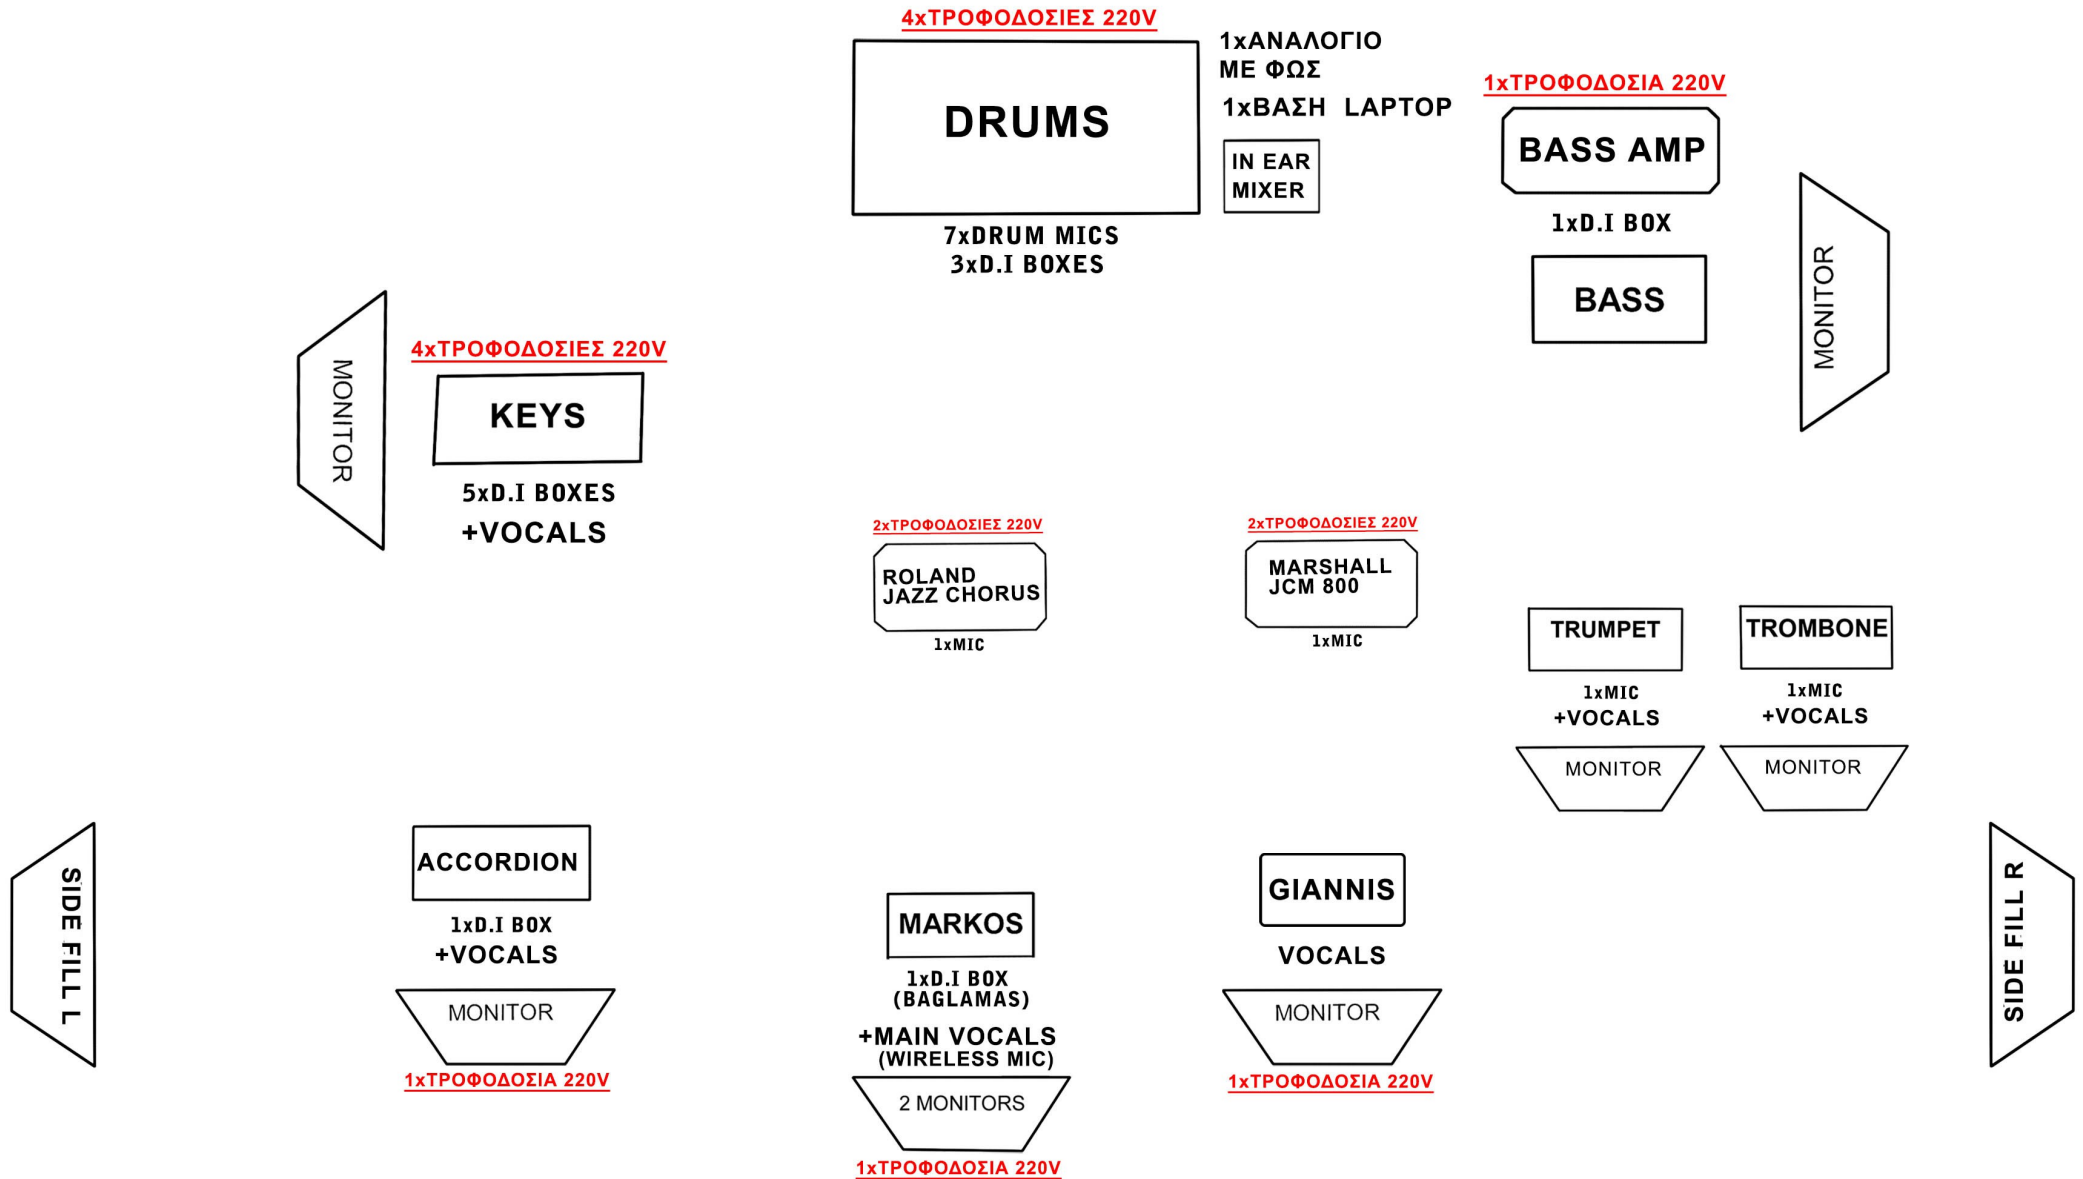 4xΤΡΟΦΟΔΟΣΙΕΣ 220V
DRUMS
7xDRUM MICS
3xD.I BOXES
1xΑΝΑΛΟΓΙΟ
ΜΕ ΦΩΣ
1xΒΑΣΗ LAPTOP
IN EAR
MIXER
1xΤΡΟΦΟΔΟΣΙΑ 220V
BASS AMP
1xD.I BOX
BASS
MONITOR
MONITOR
4xΤΡΟΦΟΔΟΣΙΕΣ 220V
KEYS
5xD.I BOXES
+VOCALS
2xΤΡΟΦΟΔΟΣΙΕΣ 220V
ROLAND
JAZZ CHORUS
1xMIC
2xΤΡΟΦΟΔΟΣΙΕΣ 220V
MARSHALL
JCM 800
1xMIC
TRUMPET
1xMIC
+VOCALS
MONITOR
TROMBONE
1xMIC
+VOCALS
MONITOR
SIDE FILL L
ACCORDION
1xD.I BOX
+VOCALS
MONITOR
1xΤΡΟΦΟΔΟΣΙΑ 220V
MARKOS
1xD.I BOX
(BAGLAMAS)
+MAIN VOCALS
(WIRELESS MIC)
2 MONITORS
1xΤΡΟΦΟΔΟΣΙΑ 220V
GIANNIS
VOCALS
MONITOR
1xΤΡΟΦΟΔΟΣΙΑ 220V
SIDE FILL R